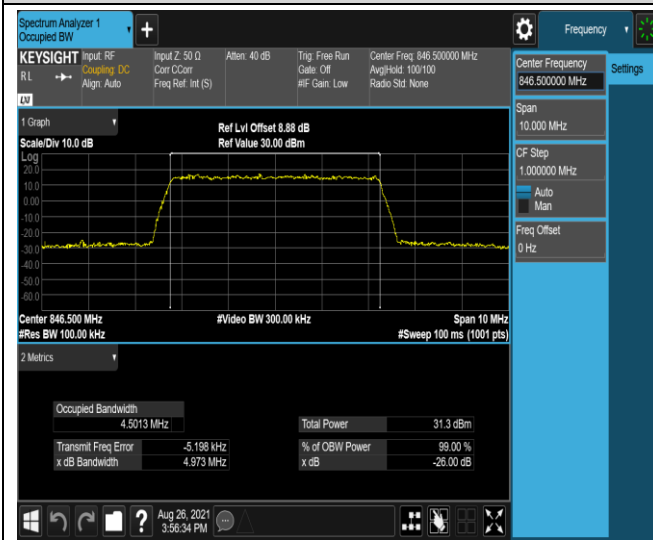 Spectrum Analyzer 1
Occupied BW
+
Frequency
KEYSIGHT
RL
LXI
Input: RF
Coupling: DC
Align: Auto
Input Z: 50 Ω
Corr CCorr
Freq Ref: Int (S)
Atten: 40 dB
Trig: Free Run
Gate: Off
#IF Gain: Low
Center Freq: 846.500000 MHz
Avg|Hold: 100/100
Radio Std: None
Center Frequency
846.500000 MHz
Settings
Span
10.000 MHz
CF Step
1.000000 MHz
Auto
Man
Freq Offset
0 Hz
1 Graph
Scale/Div 10.0 dB
Ref Lvl Offset 8.88 dB
Ref Value 30.00 dBm
Log
20.0
10.0
0.00
-10.0
-20.0
-30.0
-40.0
-50.0
-60.0
Center 846.500 MHz
#Video BW 300.00 kHz
Span 10 MHz
#Res BW 100.00 kHz
#Sweep 100 ms (1001 pts)
2 Metrics
Occupied Bandwidth
4.5013 MHz
Total Power 31.3 dBm
Transmit Freq Error -5.198 kHz
% of OBW Power 99.00 %
x dB Bandwidth 4.973 MHz
x dB -26.00 dB
?
Aug 26, 2021
3:56:34 PM